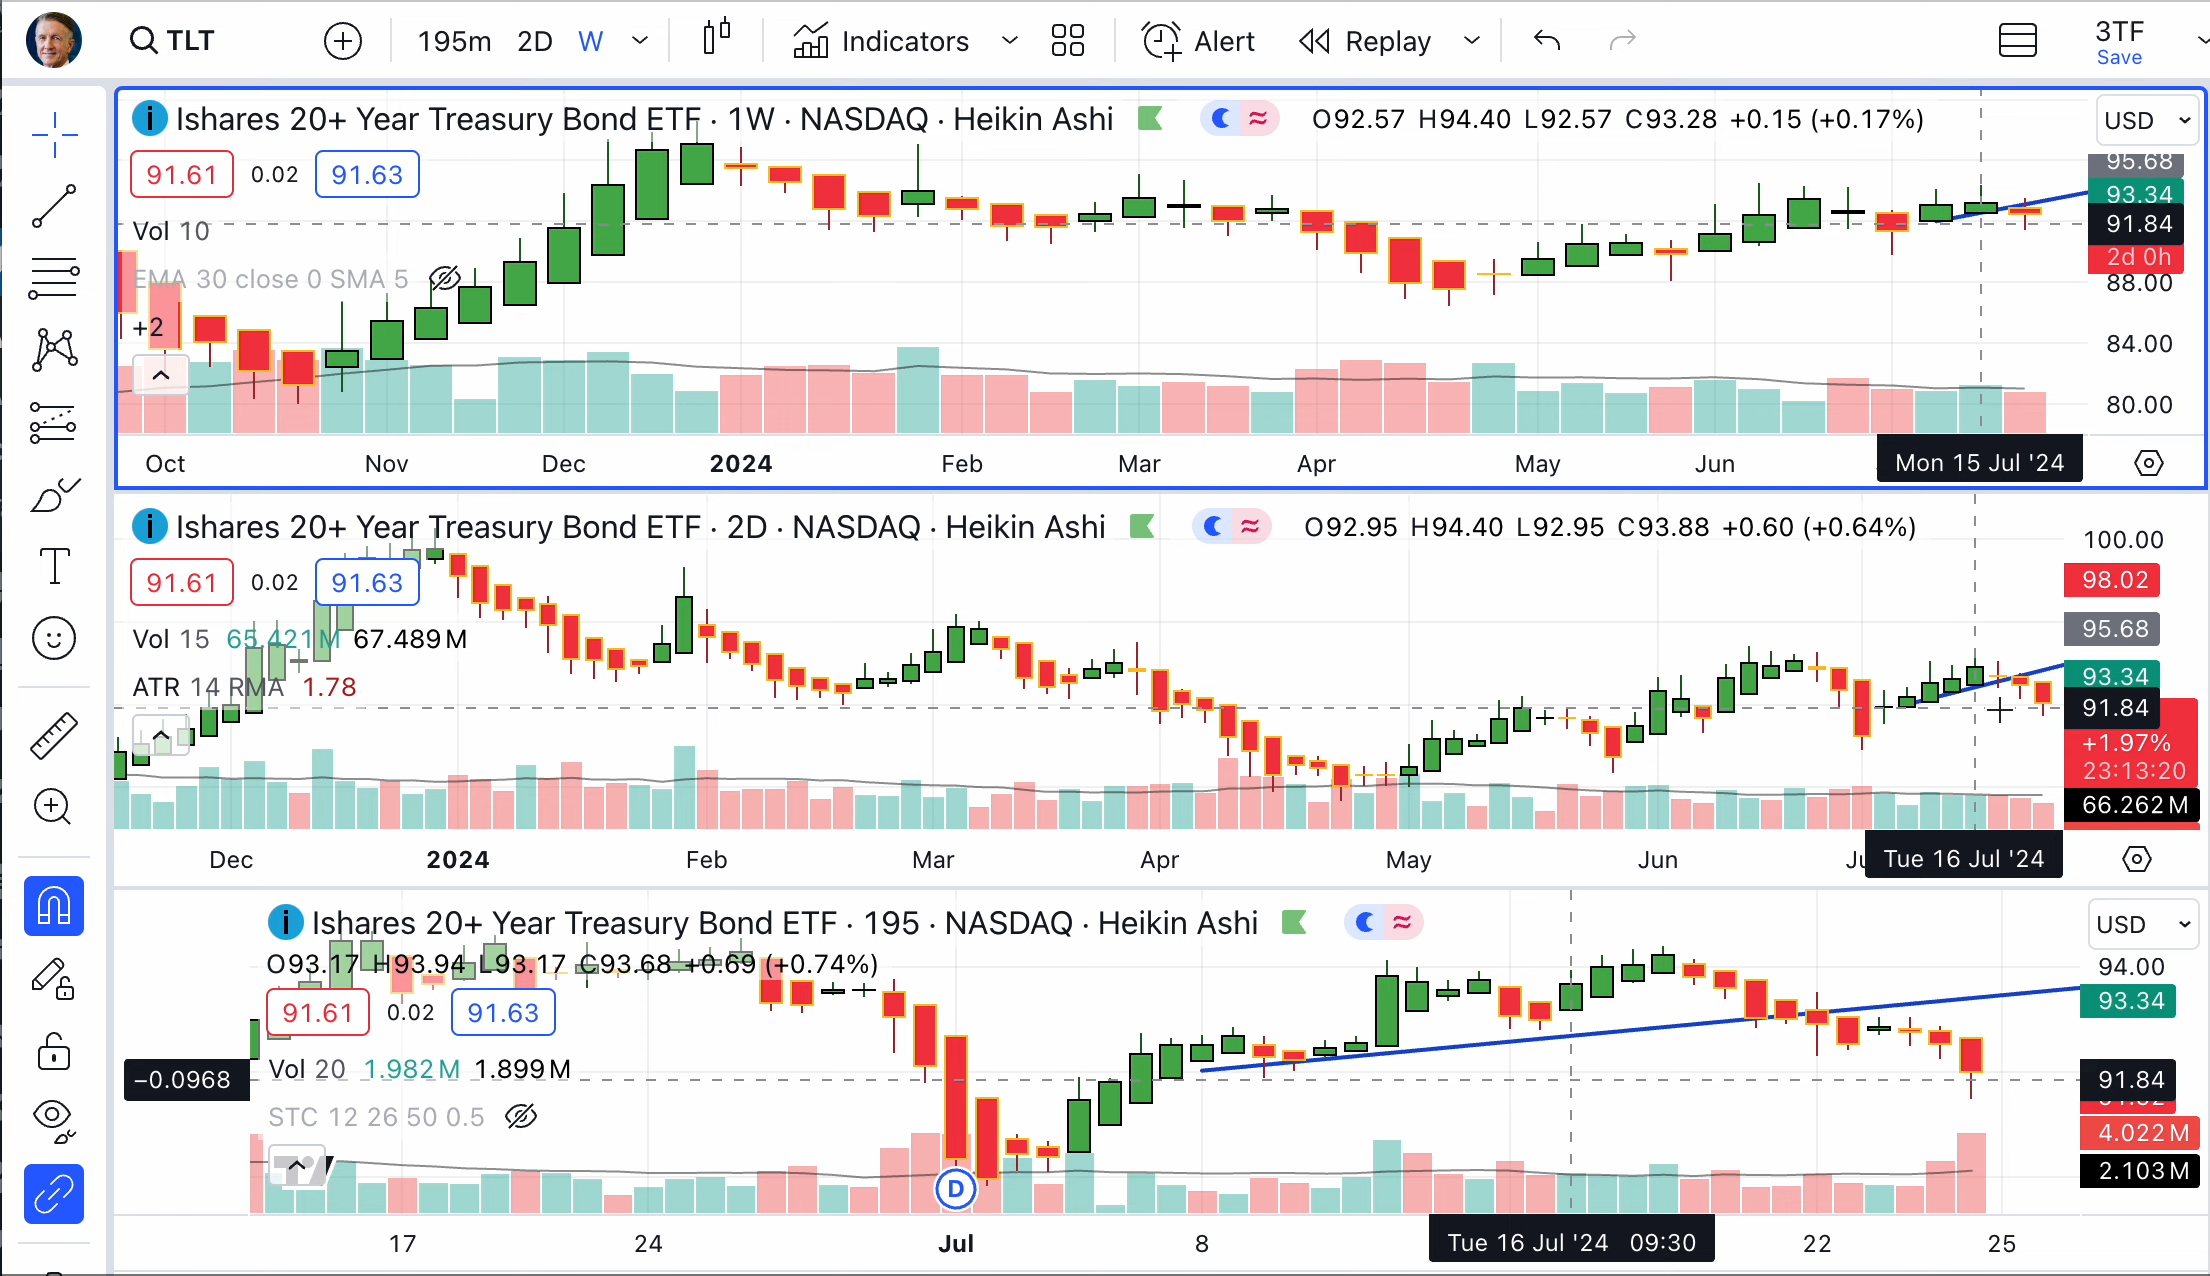 TLT 195m 2D W Indicators Alert Replay 3TF
Save
Ishares 20+ Year Treasury Bond ETF · 1W · NASDAQ · Heikin Ashi O92.57 H94.40 L92.57 C93.28 +0.15 (+0.17%) USD
91.61 0.02 91.63
Vol 10
EMA 30 close 0 SMA 5
+2
95.68
93.34
91.84
2d 0h
88.00
84.00
80.00
Oct Nov Dec 2024 Feb Mar Apr May Jun Mon 15 Jul '24
Ishares 20+ Year Treasury Bond ETF · 2D · NASDAQ · Heikin Ashi O92.95 H94.40 L92.95 C93.88 +0.60 (+0.64%)
91.61 0.02 91.63
Vol 15 65.421M 67.489M
ATR 14 RMA 1.78
100.00
98.02
95.68
93.34
91.84
+1.97%
23:13:20
66.262M
Dec 2024 Feb Mar Apr May Jun Tue 16 Jul '24
Ishares 20+ Year Treasury Bond ETF · 195 · NASDAQ · Heikin Ashi USD
O93.17 H93.94 L93.17 C93.68 +0.69 (+0.74%)
91.61 0.02 91.63
Vol 20 1.982M 1.899M
STC 12 26 50 0.5
−0.0968
94.00
93.34
91.84
4.022M
2.103M
D
17 24 Jul 8 Tue 16 Jul '24 09:30 22 25